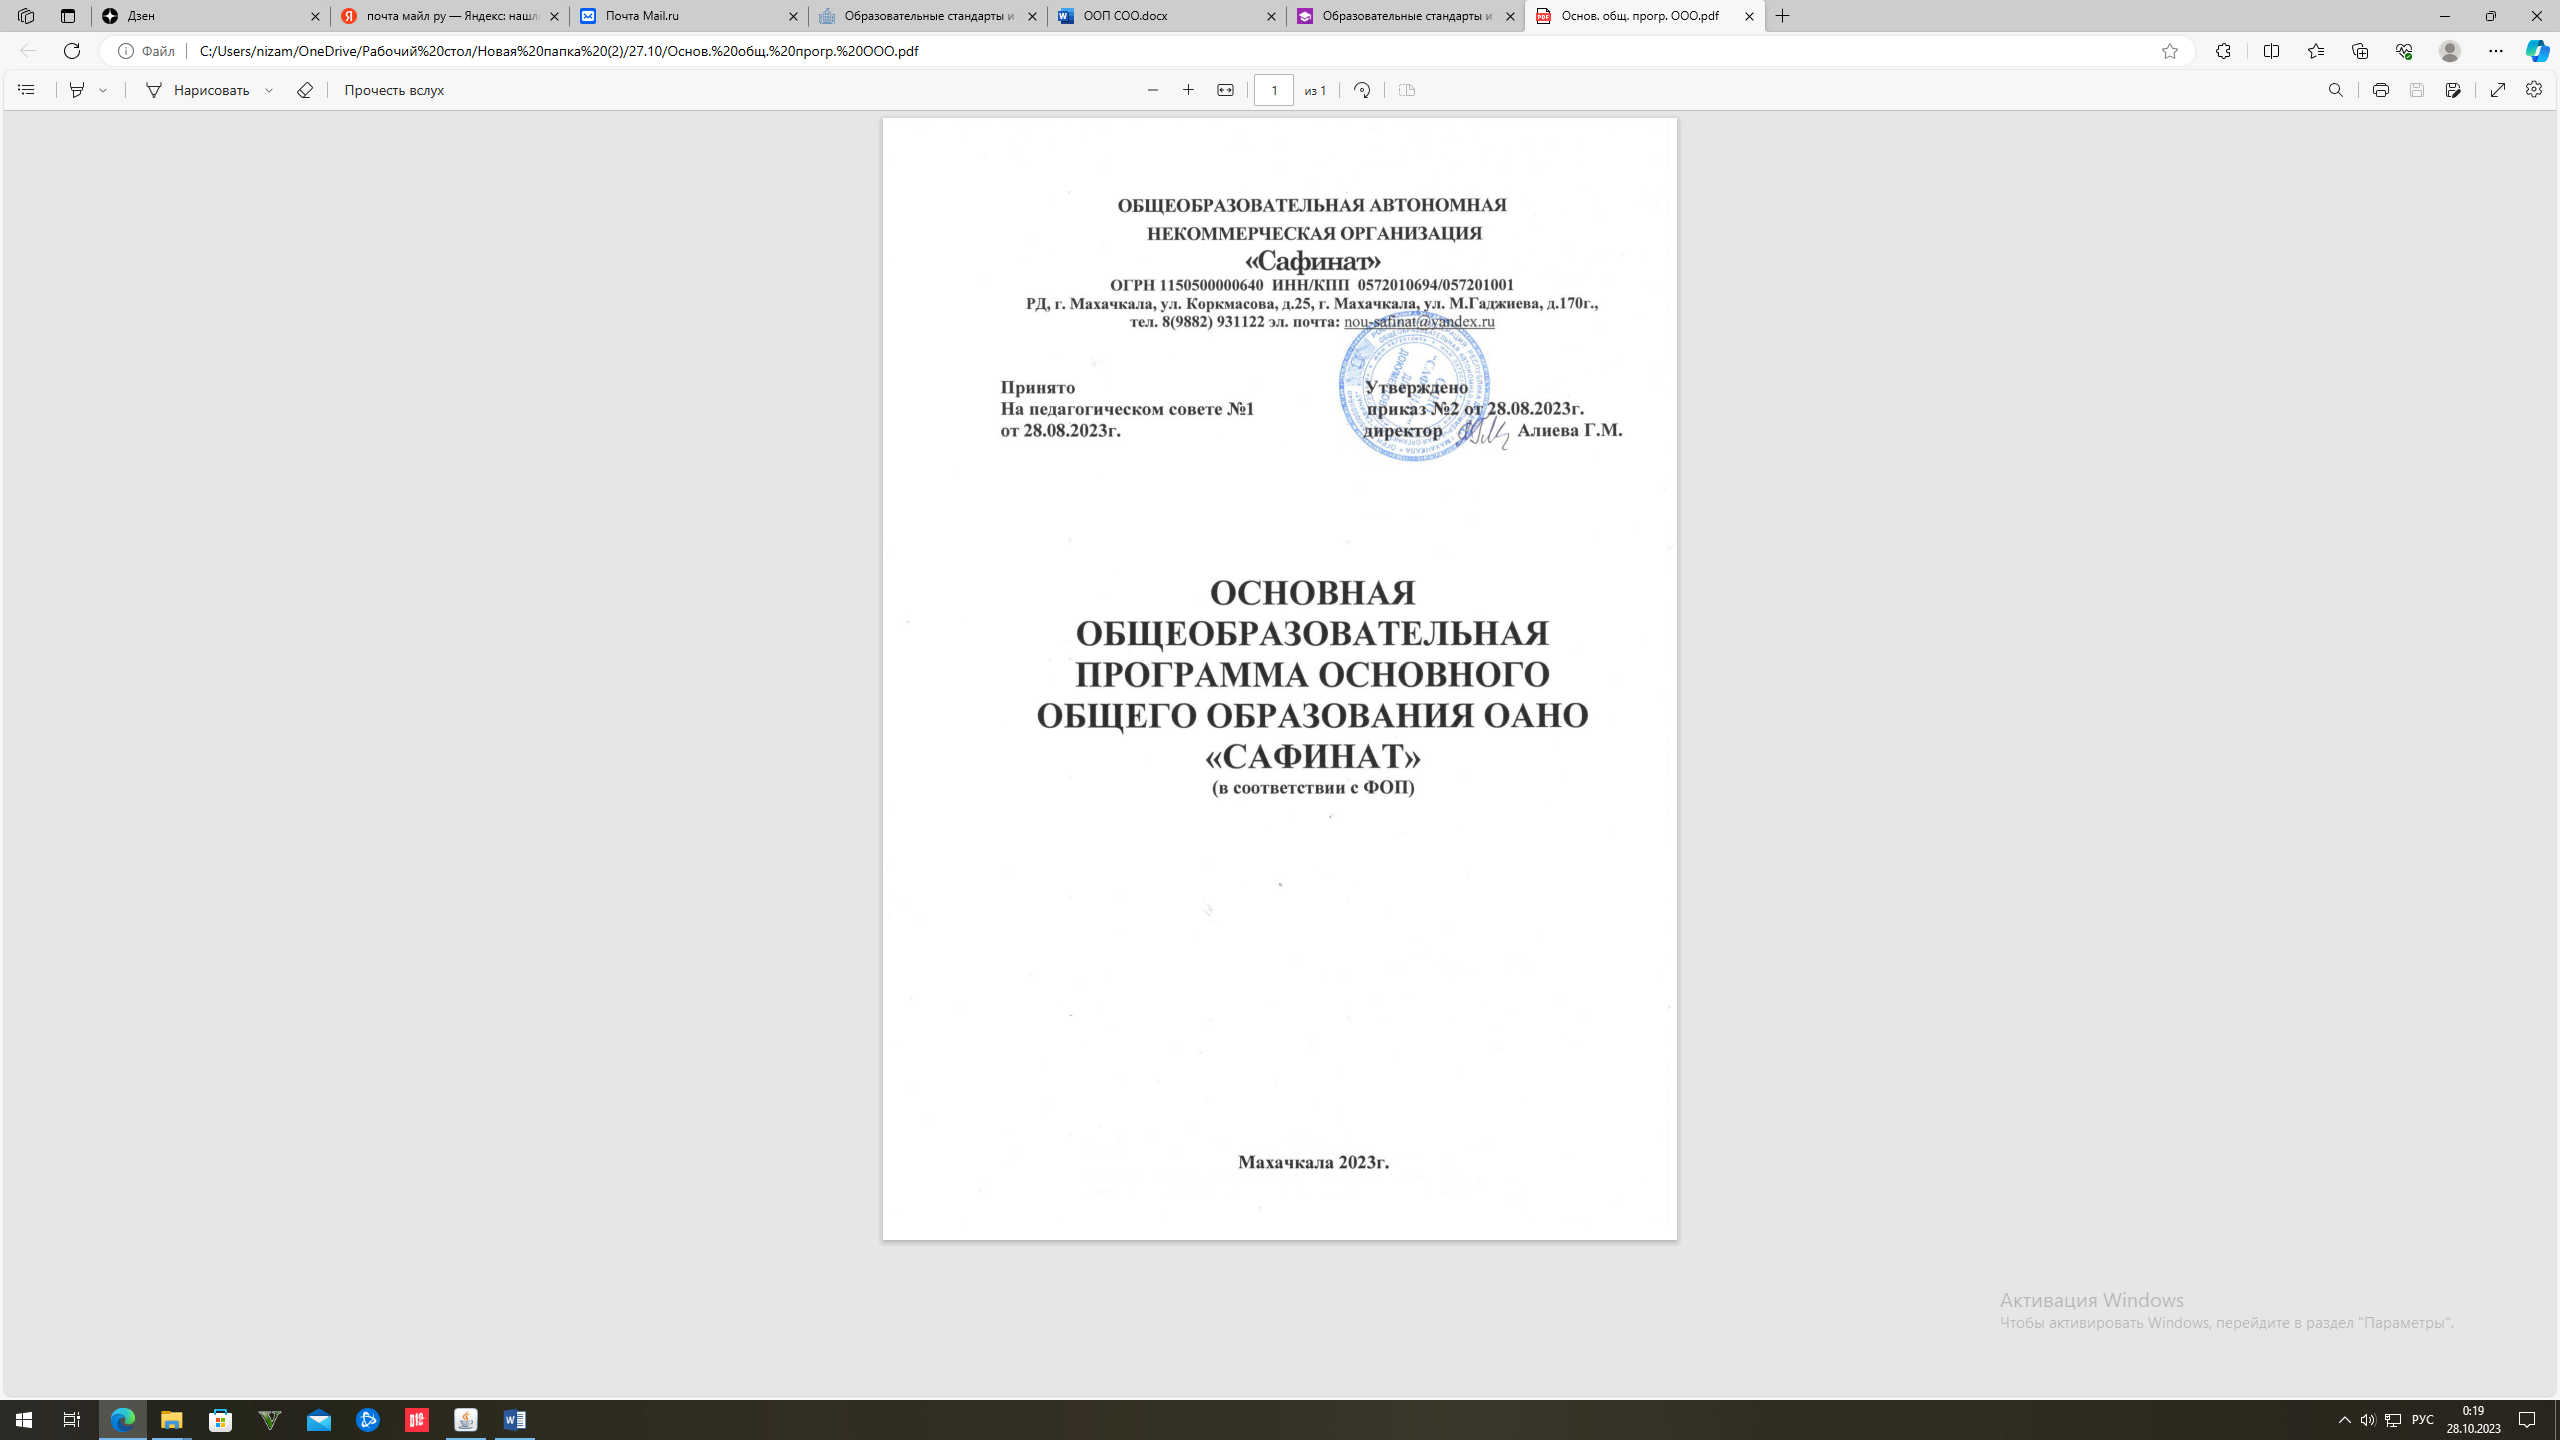 Дзен
почта майл ру — Яндекс: нашло
Почта Mail.ru
Образовательные стандарты и
ООП СОО.docx
Образовательные стандарты и
Основ. общ. прогр. ООО.pdf
Файл
C:/Users/nizam/OneDrive/Рабочий%20стол/Новая%20папка%20(2)/27.10/Основ.%20общ.%20прогр.%20ООО.pdf
Нарисовать
Прочесть вслух
1
из 1
ОБЩЕОБРАЗОВАТЕЛЬНАЯ АВТОНОМНАЯ
НЕКОММЕРЧЕСКАЯ ОРГАНИЗАЦИЯ
«Сафинат»
ОГРН 1150500000640 ИНН/КПП 0572010694/057201001
РД, г. Махачкала, ул. Коркмасова, д.25, г. Махачкала, ул. М.Гаджиева, д.170г.,
тел. 8(9882) 931122 эл. почта: nou-safinat@yandex.ru
Принято
Утверждено
На педагогическом совете №1
приказ №2 от 28.08.2023г.
от 28.08.2023г.
директор Алиева Г.М.
ОСНОВНАЯ
ОБЩЕОБРАЗОВАТЕЛЬНАЯ
ПРОГРАММА ОСНОВНОГО
ОБЩЕГО ОБРАЗОВАНИЯ ОАНО
«САФИНАТ»
(в соответствии с ФОП)
Махачкала 2023г.
Активация Windows
Чтобы активировать Windows, перейдите в раздел "Параметры".
РУС
0:19
28.10.2023